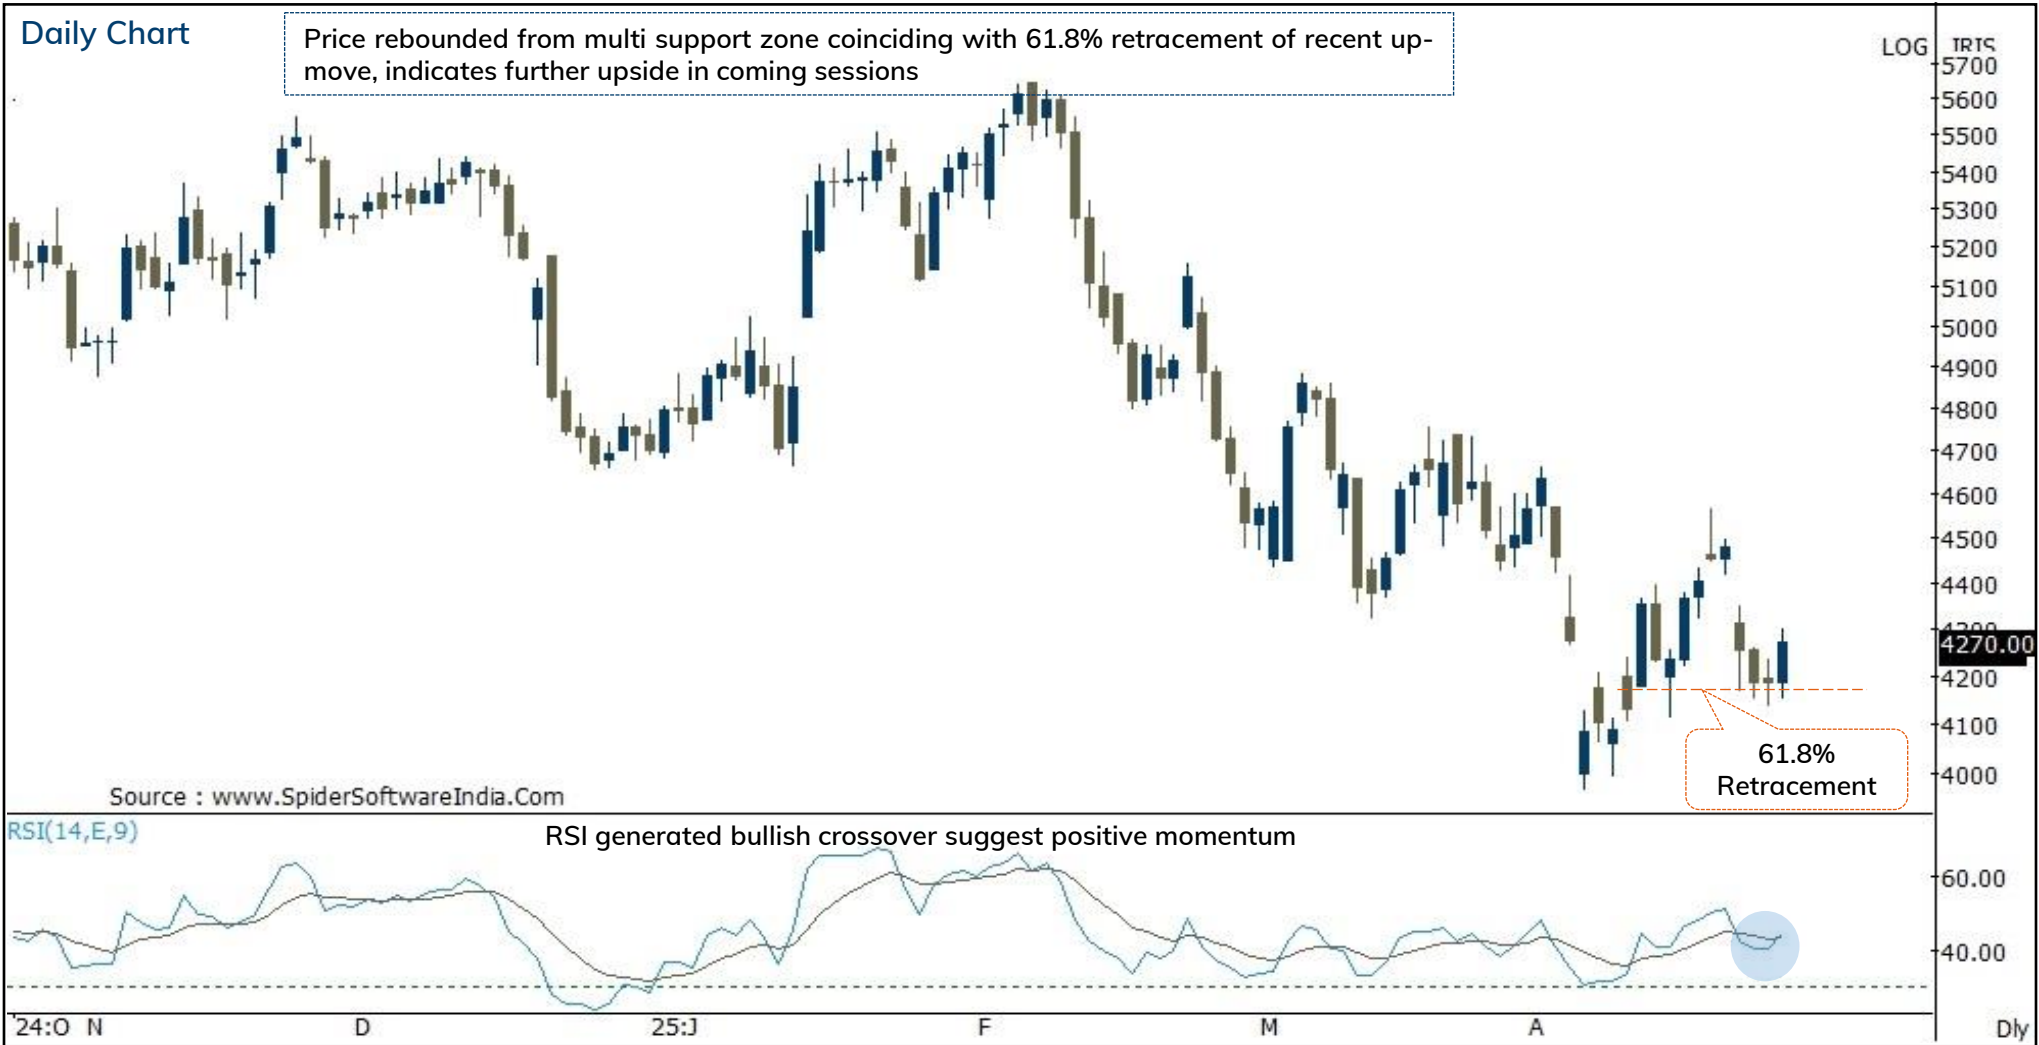 Daily Chart
Price rebounded from multi support zone coinciding with 61.8% retracement of recent up-
move, indicates further upside in coming sessions
LOG IRIS
5700
5600
5500
5400
5300
5200
5100
5000
4900
4800
4700
4600
4500
4400
4300
4270.00
4200
4100
4000
61.8%
Retracement
Source : www.SpiderSoftwareIndia.Com
RSI(14,E,9)
RSI generated bullish crossover suggest positive momentum
60.00
40.00
24:O N D 25:J F M A Dly